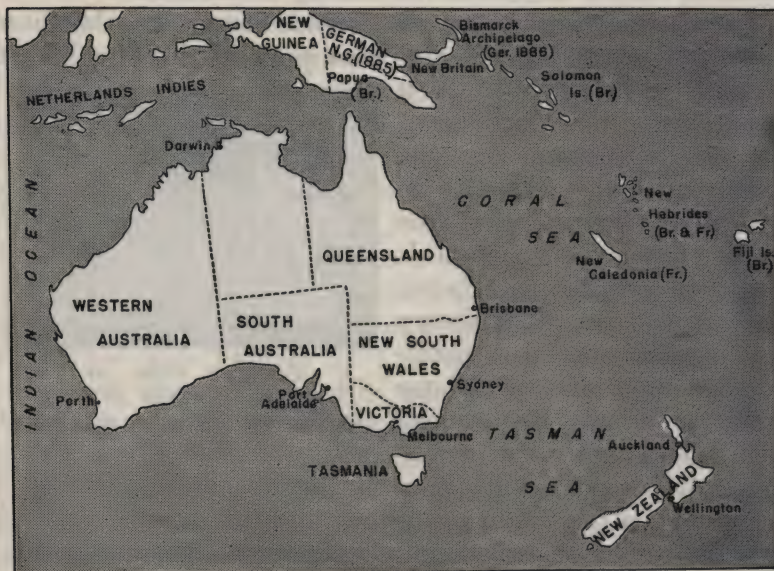 NEW
GUINEA
GERMAN
N.G.(1885)
Papua
(Br.)
Bismarck
Archipelago
(Ger. 1886)
New Britain
Solomon
Is. (Br.)
NETHERLANDS INDIES
Darwin
INDIAN OCEAN
CORAL
SEA
New
Hebrides
(Br. & Fr.)
New
Caledonia (Fr.)
Fiji Is.
(Br.)
QUEENSLAND
WESTERN
AUSTRALIA
SOUTH
AUSTRALIA
Brisbane
NEW SOUTH
WALES
Perth
Port
Adelaide
Sydney
VICTORIA
Melbourne
TASMAN
SEA
Auckland
TASMANIA
NEW ZEALAND
Wellington